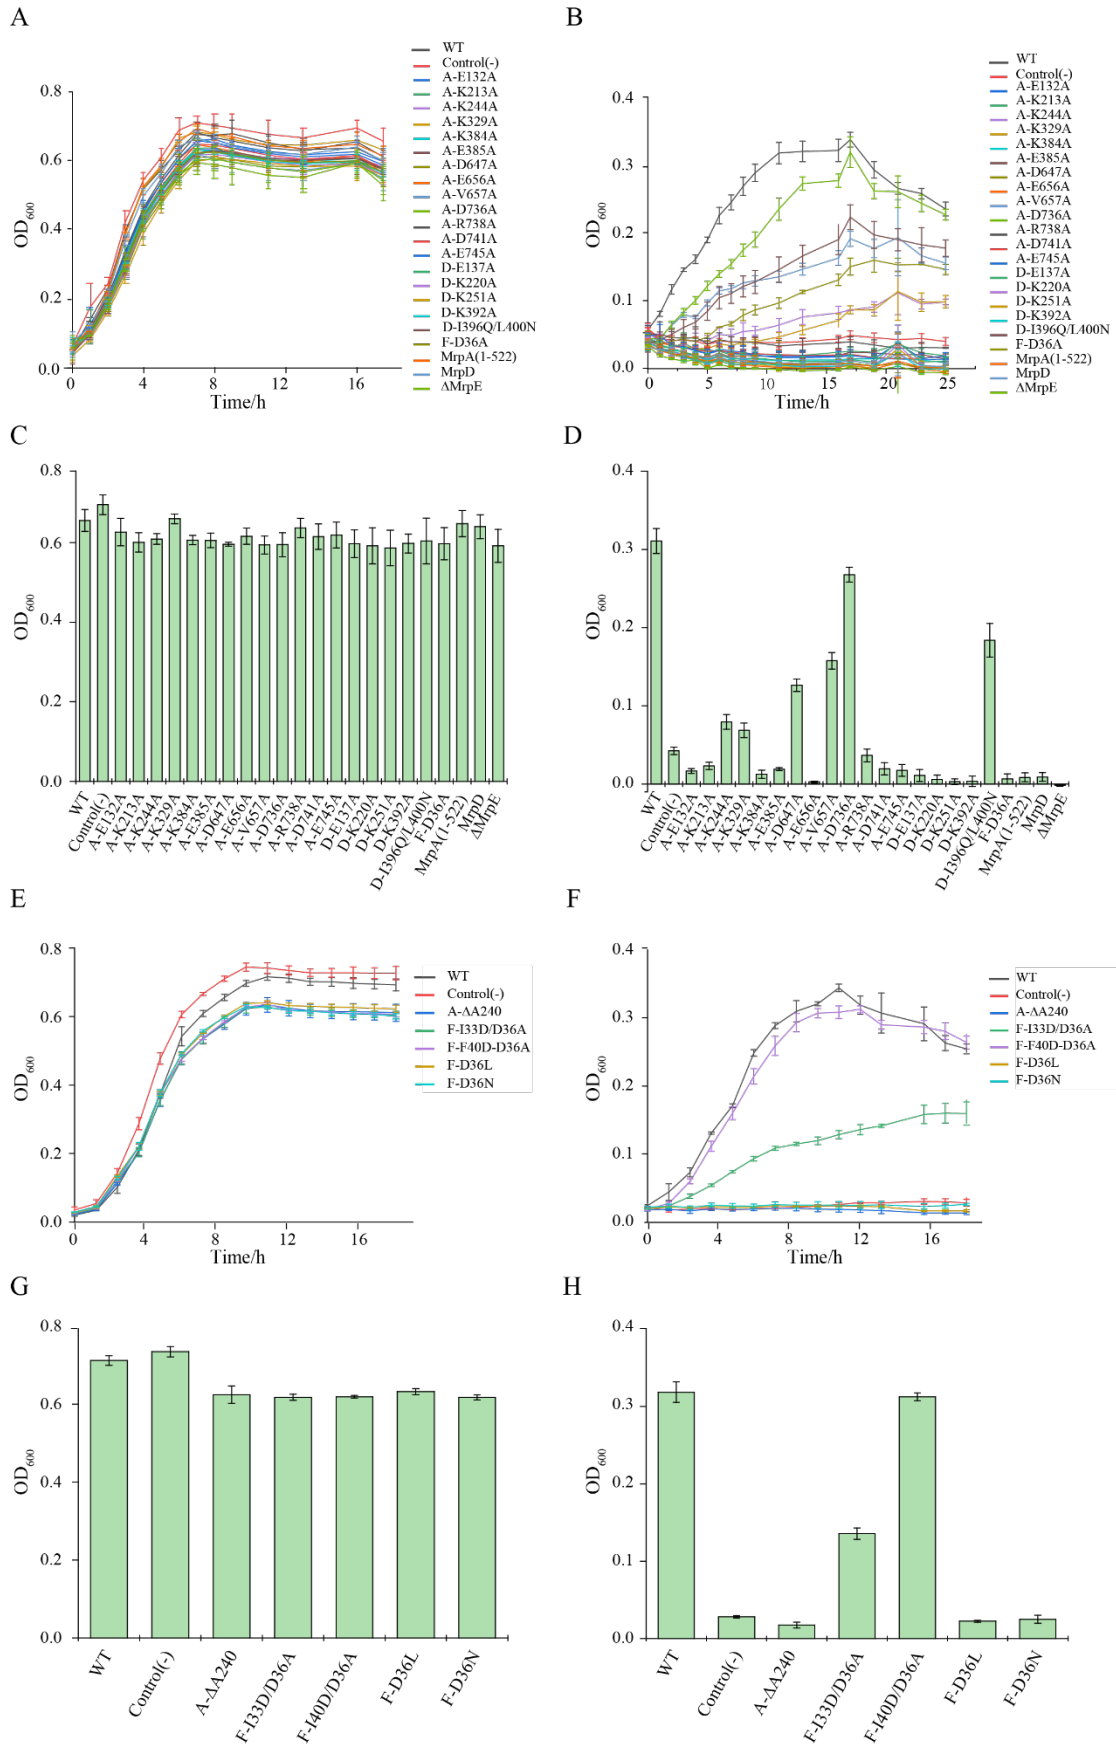 A
OD600
0.8
0.6
0.4
0.2
0.0
0
4
8
12
16
Time/h
WT
Control(-)
A-E132A
A-K213A
A-K244A
A-K329A
A-K384A
A-E385A
A-D647A
A-E656A
A-V657A
A-D736A
A-R738A
A-D741A
A-E745A
D-E137A
D-K220A
D-K251A
D-K392A
D-I396Q/L400N
F-D36A
MrpA(1-522)
MrpD
ΔMrpE
B
OD600
0.4
0.3
0.2
0.1
0.0
0
5
10
15
20
25
Time/h
WT
Control(-)
A-E132A
A-K213A
A-K244A
A-K329A
A-K384A
A-E385A
A-D647A
A-E656A
A-V657A
A-D736A
A-R738A
A-D741A
A-E745A
D-E137A
D-K220A
D-K251A
D-K392A
D-I396Q/L400N
F-D36A
MrpA(1-522)
MrpD
ΔMrpE
C
OD600
0.8
0.6
0.4
0.2
0.0
WT
Control(-)
A-E132A
A-K213A
A-K244A
A-K329A
A-K384A
A-E385A
A-D647A
A-E656A
A-V657A
A-D736A
A-R738A
A-D741A
A-E745A
D-E137A
D-K220A
D-K251A
D-K392A
D-I396Q/L400N
F-D36A
MrpA(1-522)
MrpD
ΔMrpE
D
OD600
0.4
0.3
0.2
0.1
0.0
WT
Control(-)
A-E132A
A-K213A
A-K244A
A-K329A
A-K384A
A-E385A
A-D647A
A-E656A
A-V657A
A-D736A
A-R738A
A-D741A
A-E745A
D-E137A
D-K220A
D-K251A
D-K392A
D-I396Q/L400N
F-D36A
MrpA(1-522)
MrpD
ΔMrpE
E
OD600
0.8
0.6
0.4
0.2
0.0
0
4
8
12
16
Time/h
WT
Control(-)
A-ΔA240
F-I33D/D36A
F-F40D-D36A
F-D36L
F-D36N
F
OD600
0.4
0.3
0.2
0.1
0.0
0
4
8
12
16
Time/h
WT
Control(-)
A-ΔA240
F-I33D/D36A
F-F40D-D36A
F-D36L
F-D36N
G
OD600
0.8
0.6
0.4
0.2
0.0
WT
Control(-)
A-ΔA240
F-I33D/D36A
F-I40D/D36A
F-D36L
F-D36N
H
OD600
0.4
0.3
0.2
0.1
0.0
WT
Control(-)
A-ΔA240
F-I33D/D36A
F-I40D/D36A
F-D36L
F-D36N